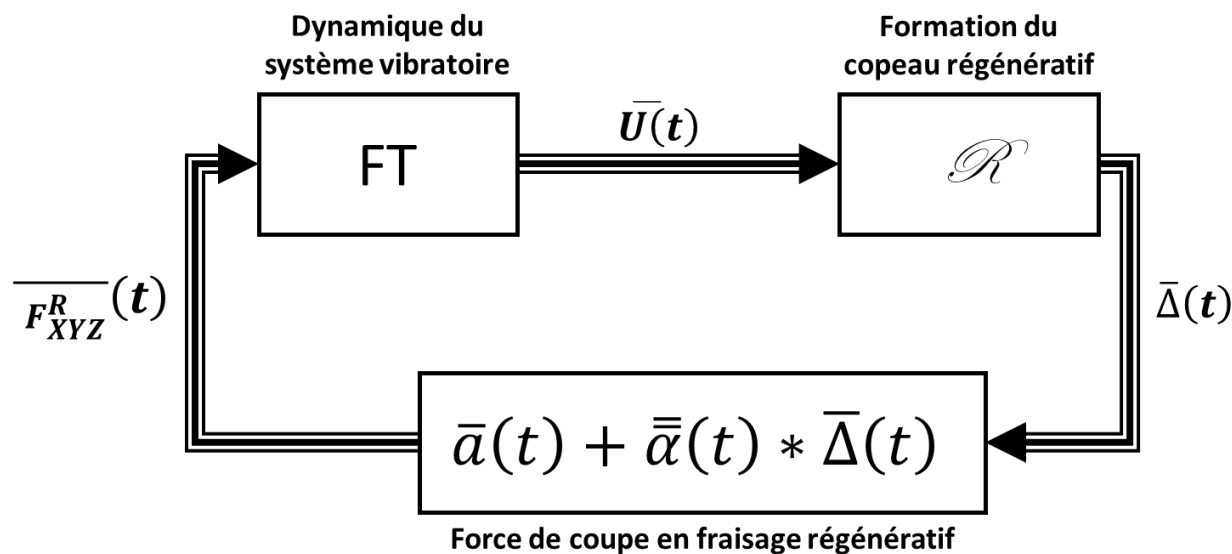 Dynamique du
système vibratoire
Formation du
copeau régénératif
FT
U̅(t)
ℛ
F̅ᴿ_XYZ(t)
Δ̅(t)
a̅(t) + α̿(t) ∗ Δ̅(t)
Force de coupe en fraisage régénératif